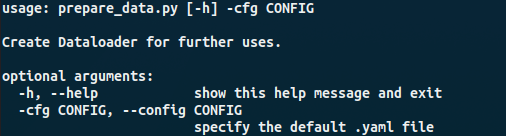 usage: prepare_data.py [-h] -cfg CONFIG
Create Dataloader for further uses.
optional arguments:
-h, --help show this help message and exit
-cfg CONFIG, --config CONFIG
specify the default .yaml file